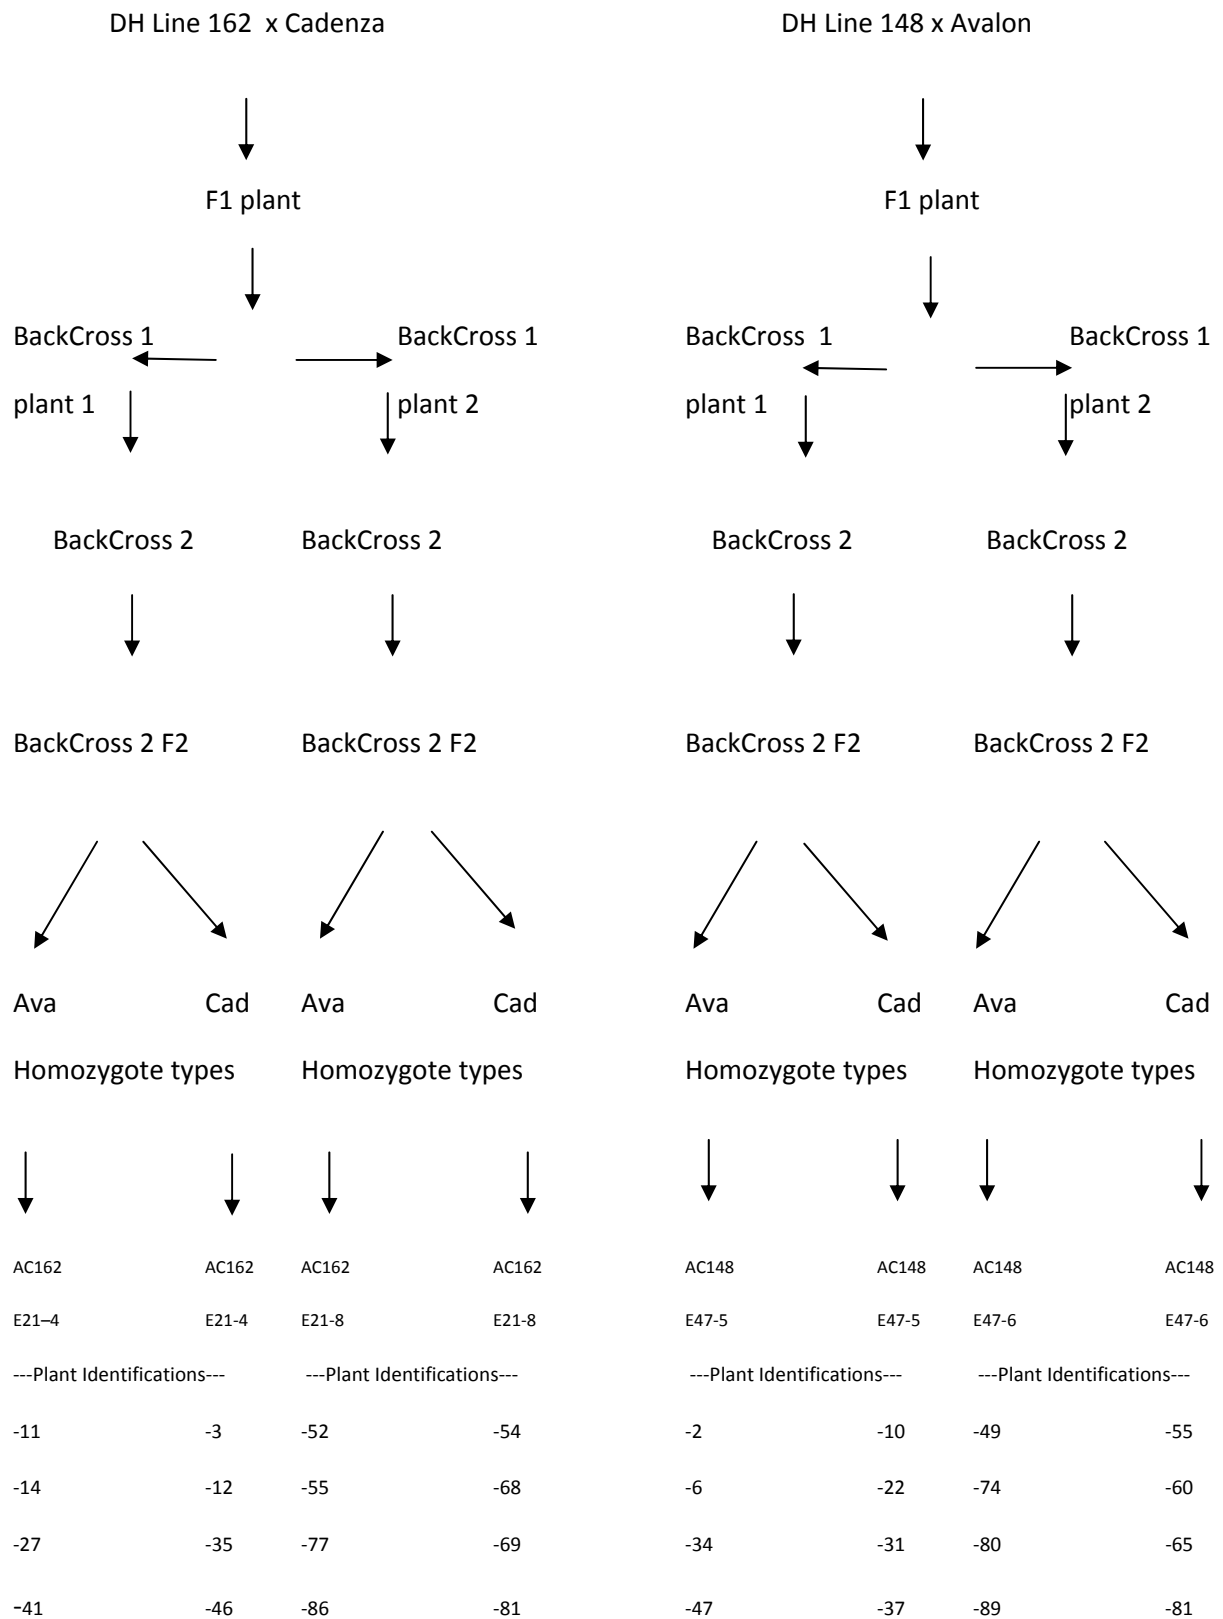 DH Line 162 x Cadenza DH Line 148 x Avalon
F1 plant F1 plant
BackCross 1 BackCross 1 BackCross 1 BackCross 1
plant 1 plant 2 plant 1 plant 2
BackCross 2 BackCross 2 BackCross 2 BackCross 2
BackCross 2 F2 BackCross 2 F2 BackCross 2 F2 BackCross 2 F2
Ava Cad Ava Cad Ava Cad Ava Cad
Homozygote types Homozygote types Homozygote types Homozygote types
AC162 AC162 AC162 AC162 AC148 AC148 AC148 AC148
E21–4 E21-4 E21-8 E21-8 E47-5 E47-5 E47-6 E47-6
---Plant Identifications--- ---Plant Identifications--- ---Plant Identifications--- ---Plant Identifications---
-11 -3 -52 -54 -2 -10 -49 -55
-14 -12 -55 -68 -6 -22 -74 -60
-27 -35 -77 -69 -34 -31 -80 -65
-41 -46 -86 -81 -47 -37 -89 -81